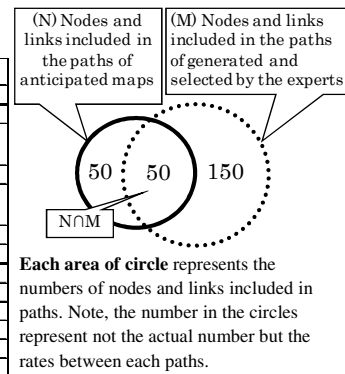 (N) Nodes and
links included in
the paths of
anticipated maps
(M) Nodes and links
included in the paths
of generated and
selected by the experts
50
50
150
N∩M
Each area of circle represents the
numbers of nodes and links included in
paths. Note, the number in the circles
represent not the actual number but the
rates between each paths.